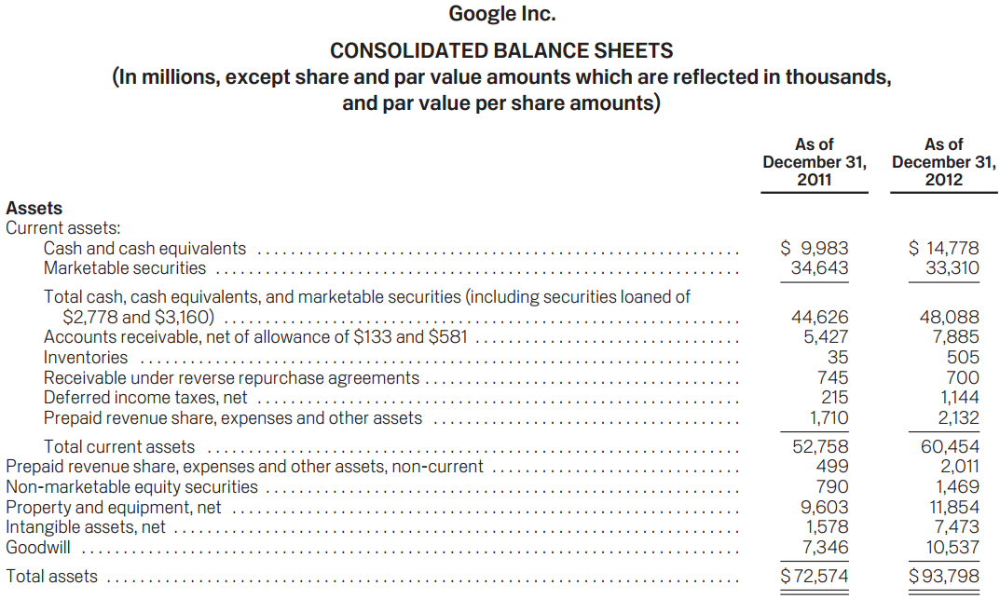 Google Inc.
CONSOLIDATED BALANCE SHEETS
(In millions, except share and par value amounts which are reflected in thousands,
and par value per share amounts)
As of As of
December 31, December 31,
2011 2012
Assets
Current assets:
Cash and cash equivalents $ 9,983 $ 14,778
Marketable securities 34,643 33,310
Total cash, cash equivalents, and marketable securities (including securities loaned of
$2,778 and $3,160) 44,626 48,088
Accounts receivable, net of allowance of $133 and $581 5,427 7,885
Inventories 35 505
Receivable under reverse repurchase agreements 745 700
Deferred income taxes, net 215 1,144
Prepaid revenue share, expenses and other assets 1,710 2,132
Total current assets 52,758 60,454
Prepaid revenue share, expenses and other assets, non-current 499 2,011
Non-marketable equity securities 790 1,469
Property and equipment, net 9,603 11,854
Intangible assets, net 1,578 7,473
Goodwill 7,346 10,537
Total assets $72,574 $93,798